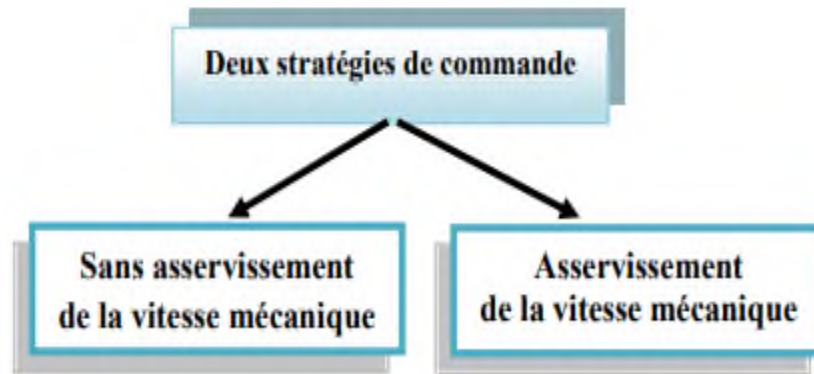 Deux stratégies de commande
Sans asservissement
de la vitesse mécanique
Asservissement
de la vitesse mécanique